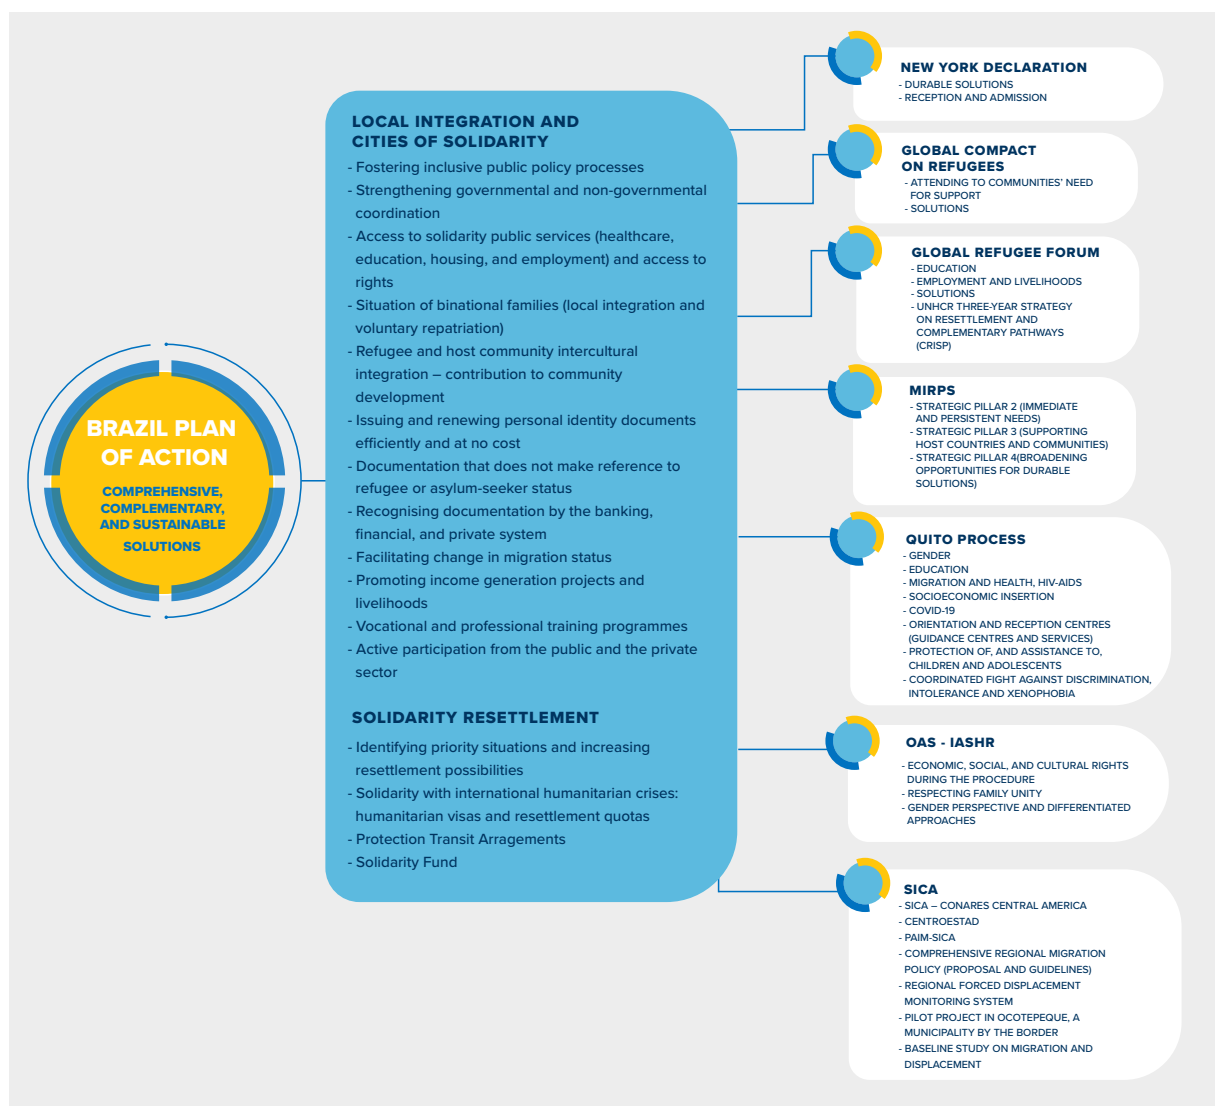 BRAZIL PLAN
OF ACTION
COMPREHENSIVE,
COMPLEMENTARY,
AND SUSTAINABLE
SOLUTIONS
LOCAL INTEGRATION AND
CITIES OF SOLIDARITY
- Fostering inclusive public policy processes
- Strengthening governmental and non-governmental
coordination
- Access to solidarity public services (healthcare,
education, housing, and employment) and access to
rights
- Situation of binational families (local integration and
voluntary repatriation)
- Refugee and host community intercultural
integration – contribution to community
development
- Issuing and renewing personal identity documents
efficiently and at no cost
- Documentation that does not make reference to
refugee or asylum-seeker status
- Recognising documentation by the banking,
financial, and private system
- Facilitating change in migration status
- Promoting income generation projects and
livelihoods
- Vocational and professional training programmes
- Active participation from the public and the private
sector
SOLIDARITY RESETTLEMENT
- Identifying priority situations and increasing
resettlement possibilities
- Solidarity with international humanitarian crises:
humanitarian visas and resettlement quotas
- Protection Transit Arragements
- Solidarity Fund
NEW YORK DECLARATION
- DURABLE SOLUTIONS
- RECEPTION AND ADMISSION
GLOBAL COMPACT
ON REFUGEES
- ATTENDING TO COMMUNITIES' NEED
FOR SUPPORT
- SOLUTIONS
GLOBAL REFUGEE FORUM
- EDUCATION
- EMPLOYMENT AND LIVELIHOODS
- SOLUTIONS
- UNHCR THREE-YEAR STRATEGY
ON RESETTLEMENT AND
COMPLEMENTARY PATHWAYS
(CRISP)
MIRPS
- STRATEGIC PILLAR 2 (IMMEDIATE
AND PERSISTENT NEEDS)
- STRATEGIC PILLAR 3 (SUPPORTING
HOST COUNTRIES AND COMMUNITIES)
- STRATEGIC PILLAR 4(BROADENING
OPPORTUNITIES FOR DURABLE
SOLUTIONS)
QUITO PROCESS
- GENDER
- EDUCATION
- MIGRATION AND HEALTH, HIV-AIDS
- SOCIOECONOMIC INSERTION
- COVID-19
- ORIENTATION AND RECEPTION CENTRES
(GUIDANCE CENTRES AND SERVICES)
- PROTECTION OF, AND ASSISTANCE TO,
CHILDREN AND ADOLESCENTS
- COORDINATED FIGHT AGAINST DISCRIMINATION,
INTOLERANCE AND XENOPHOBIA
OAS - IASHR
- ECONOMIC, SOCIAL, AND CULTURAL RIGHTS
DURING THE PROCEDURE
- RESPECTING FAMILY UNITY
- GENDER PERSPECTIVE AND DIFFERENTIATED
APPROACHES
SICA
- SICA – CONARES CENTRAL AMERICA
- CENTROESTAD
- PAIM-SICA
- COMPREHENSIVE REGIONAL MIGRATION
POLICY (PROPOSAL AND GUIDELINES)
- REGIONAL FORCED DISPLACEMENT
MONITORING SYSTEM
- PILOT PROJECT IN OCOTEPEQUE, A
MUNICIPALITY BY THE BORDER
- BASELINE STUDY ON MIGRATION AND
DISPLACEMENT